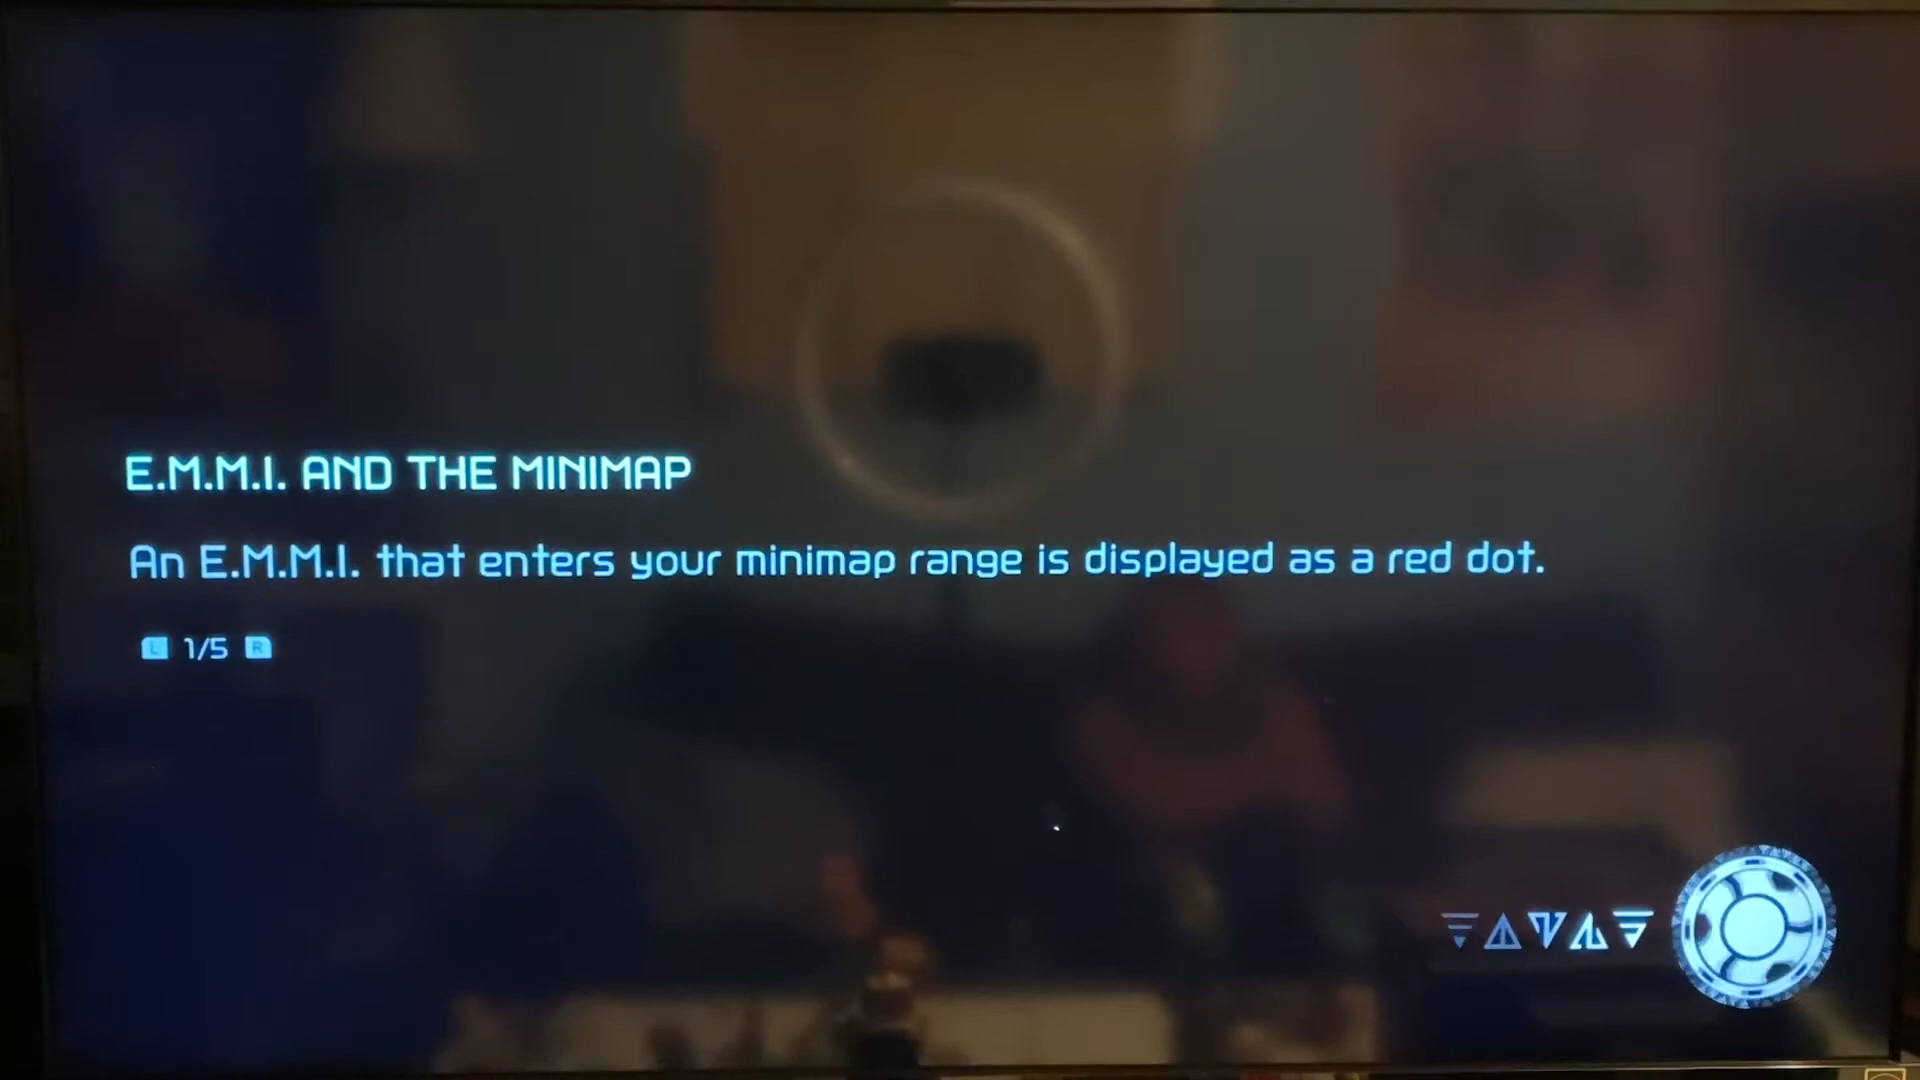 E.M.M.I. AND THE MINIMAP
An E.M.M.I. that enters your minimap range is displayed as a red dot.
L 1/5 R